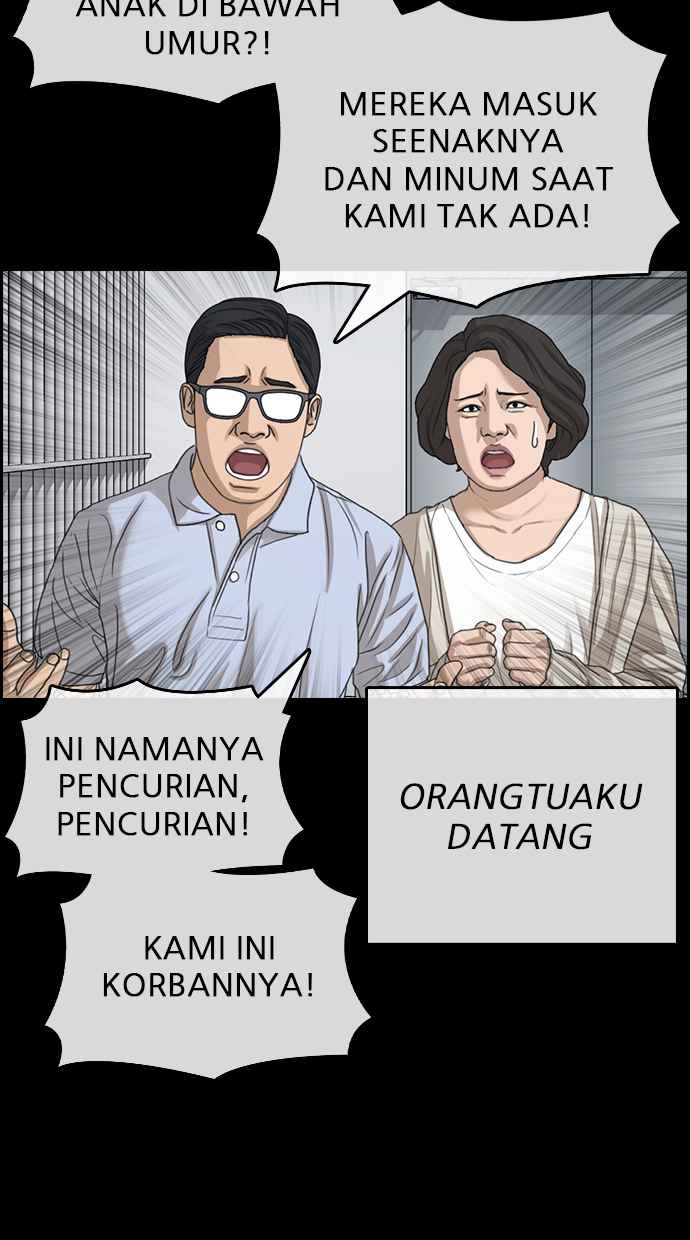 ANAK DI BAWAH
UMUR?!
MEREKA MASUK
SEENAKNYA
DAN MINUM SAAT
KAMI TAK ADA!
INI NAMANYA
PENCURIAN,
PENCURIAN!
ORANGTUAKU
DATANG
KAMI INI
KORBANNYA!